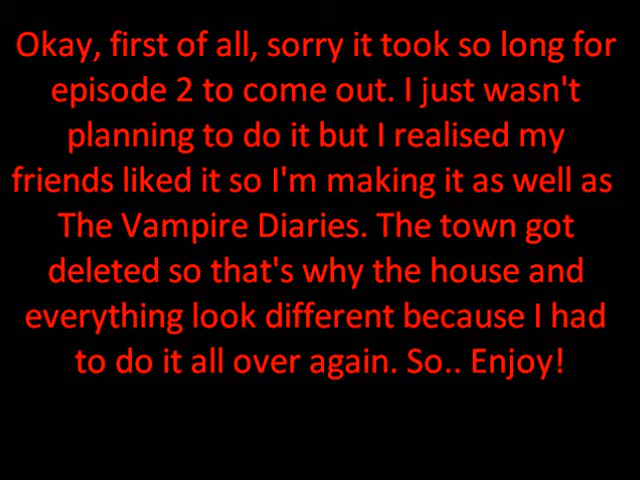 Okay, first of all, sorry it took so long for
episode 2 to come out. I just wasn't
planning to do it but I realised my
friends liked it so I'm making it as well as
The Vampire Diaries. The town got
deleted so that's why the house and
everything look different because I had
to do it all over again. So.. Enjoy!